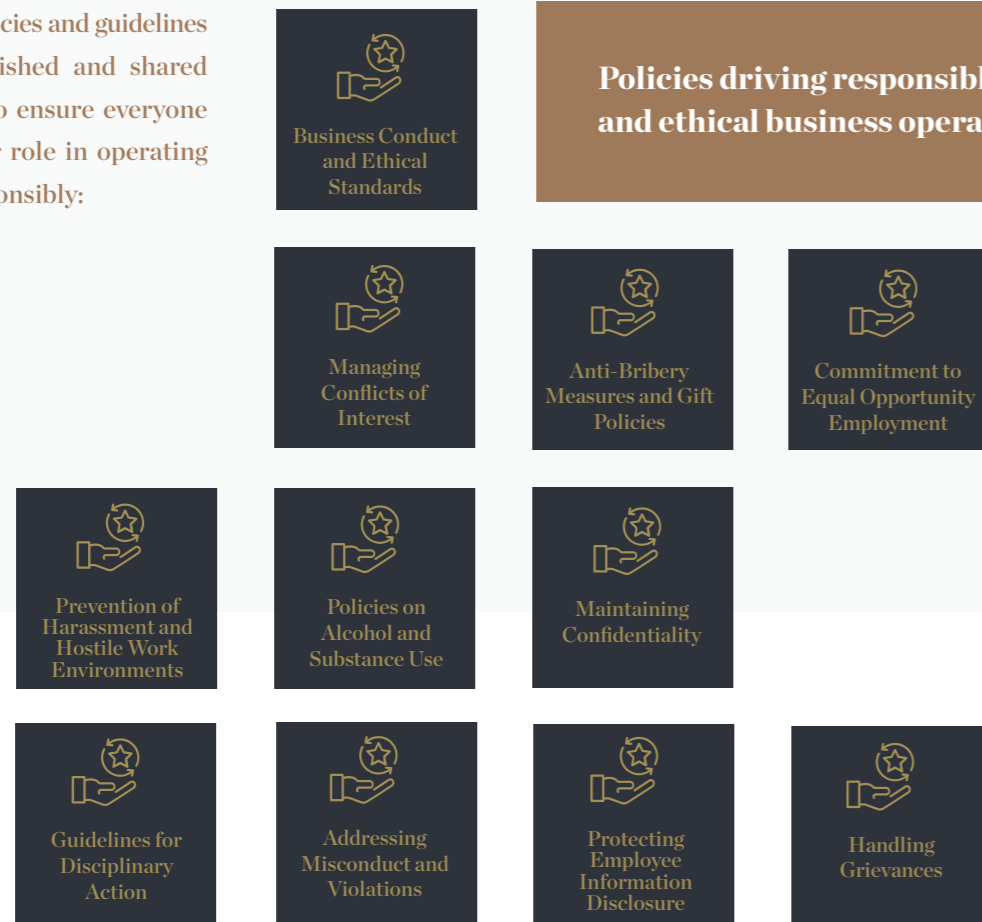 cies and guidelines
ished and shared
o ensure everyone
r role in operating
onsibly:
Business Conduct
and Ethical
Standards
Policies driving responsibl
and ethical business opera
Managing
Conflicts of
Interest
Anti-Bribery
Measures and Gift
Policies
Commitment to
Equal Opportunity
Employment
Prevention of
Harassment and
Hostile Work
Environments
Policies on
Alcohol and
Substance Use
Maintaining
Confidentiality
Guidelines for
Disciplinary
Action
Addressing
Misconduct and
Violations
Protecting
Employee
Information
Disclosure
Handling
Grievances